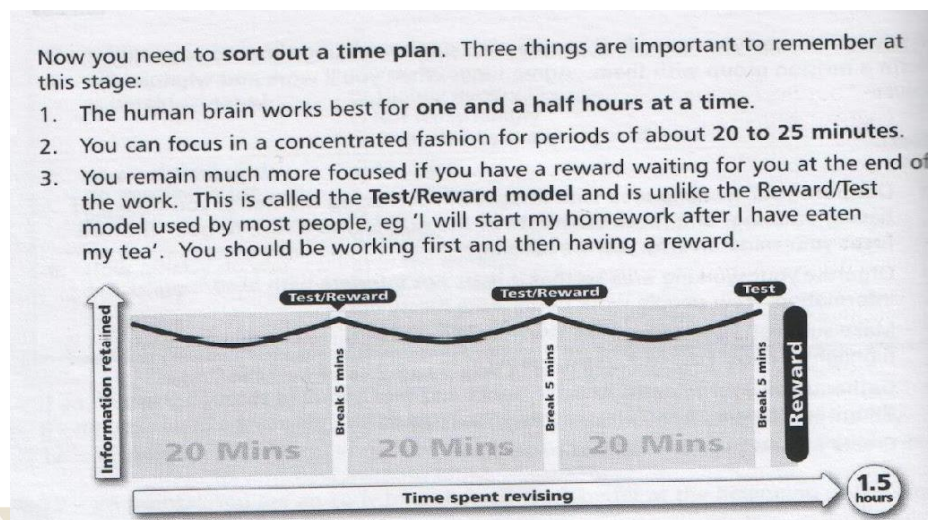 Now you need to sort out a time plan. Three things are important to remember at
this stage:
1. The human brain works best for one and a half hours at a time.
2. You can focus in a concentrated fashion for periods of about 20 to 25 minutes.
3. You remain much more focused if you have a reward waiting for you at the end of
the work. This is called the Test/Reward model and is unlike the Reward/Test
model used by most people, eg 'I will start my homework after I have eaten
my tea'. You should be working first and then having a reward.
Test/Reward
Test/Reward
Test
Information retained
20 Mins
Break 5 mins
20 Mins
Break 5 mins
20 Mins
Break 5 mins
Reward
Time spent revising
1.5
hours